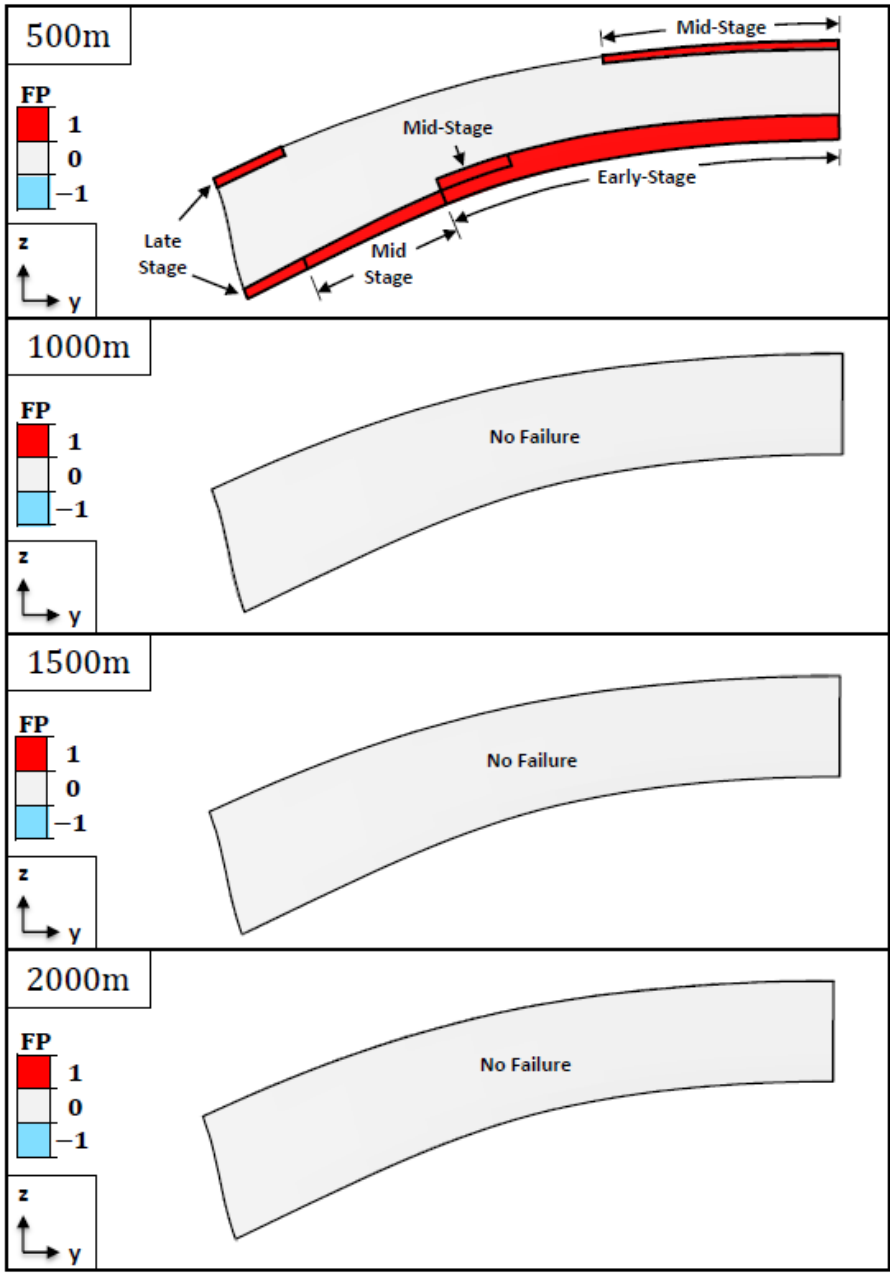 500m
FP
1
0
−1
z
y
Mid-Stage
Mid-Stage
Early-Stage
Late
Stage
Mid
Stage
1000m
FP
1
0
−1
z
y
No Failure
1500m
FP
1
0
−1
z
y
No Failure
2000m
FP
1
0
−1
z
y
No Failure